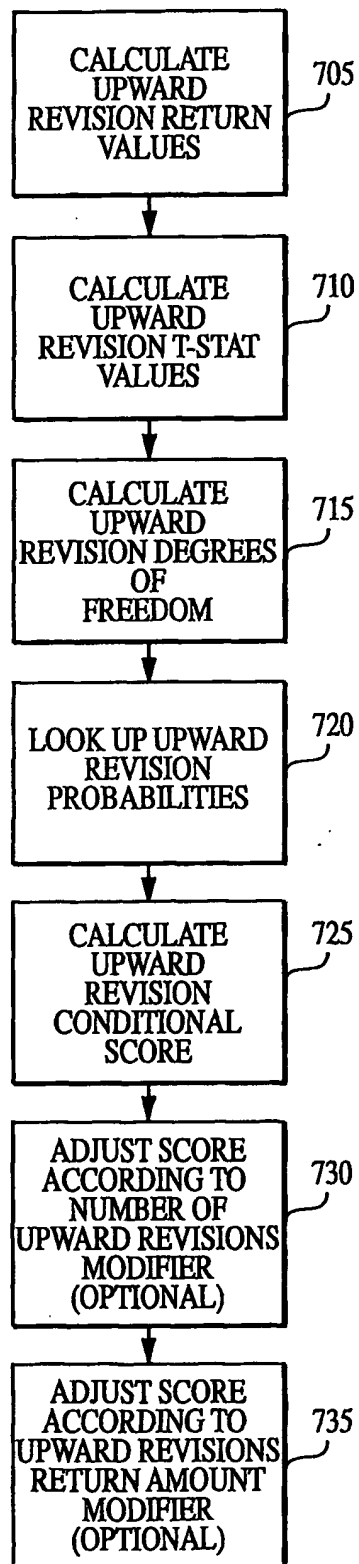 CALCULATE
UPWARD
REVISION RETURN
VALUES
705
CALCULATE
UPWARD
REVISION T-STAT
VALUES
710
CALCULATE
UPWARD
REVISION DEGREES
OF
FREEDOM
715
LOOK UP UPWARD
REVISION
PROBABILITIES
720
CALCULATE
UPWARD
REVISION
CONDITIONAL
SCORE
725
ADJUST SCORE
ACCORDING TO
NUMBER OF
UPWARD REVISIONS
MODIFIER
(OPTIONAL)
730
ADJUST SCORE
ACCORDING TO
UPWARD REVISIONS
RETURN AMOUNT
MODIFIER
(OPTIONAL)
735